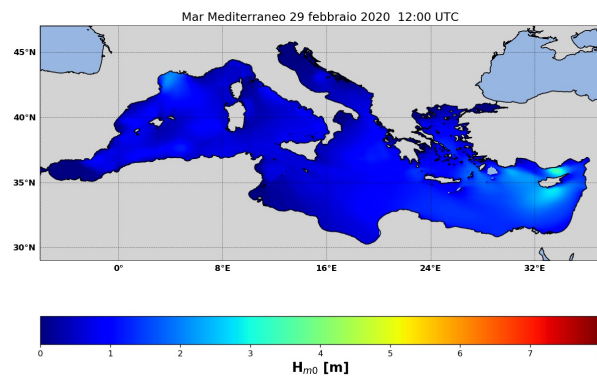 Mar Mediterraneo 29 febbraio 2020  12:00 UTC
45°N
40°N
35°N
30°N
0° 8°E 16°E 24°E 32°E
0 1 2 3 4 5 6 7
H_{m0} [m]